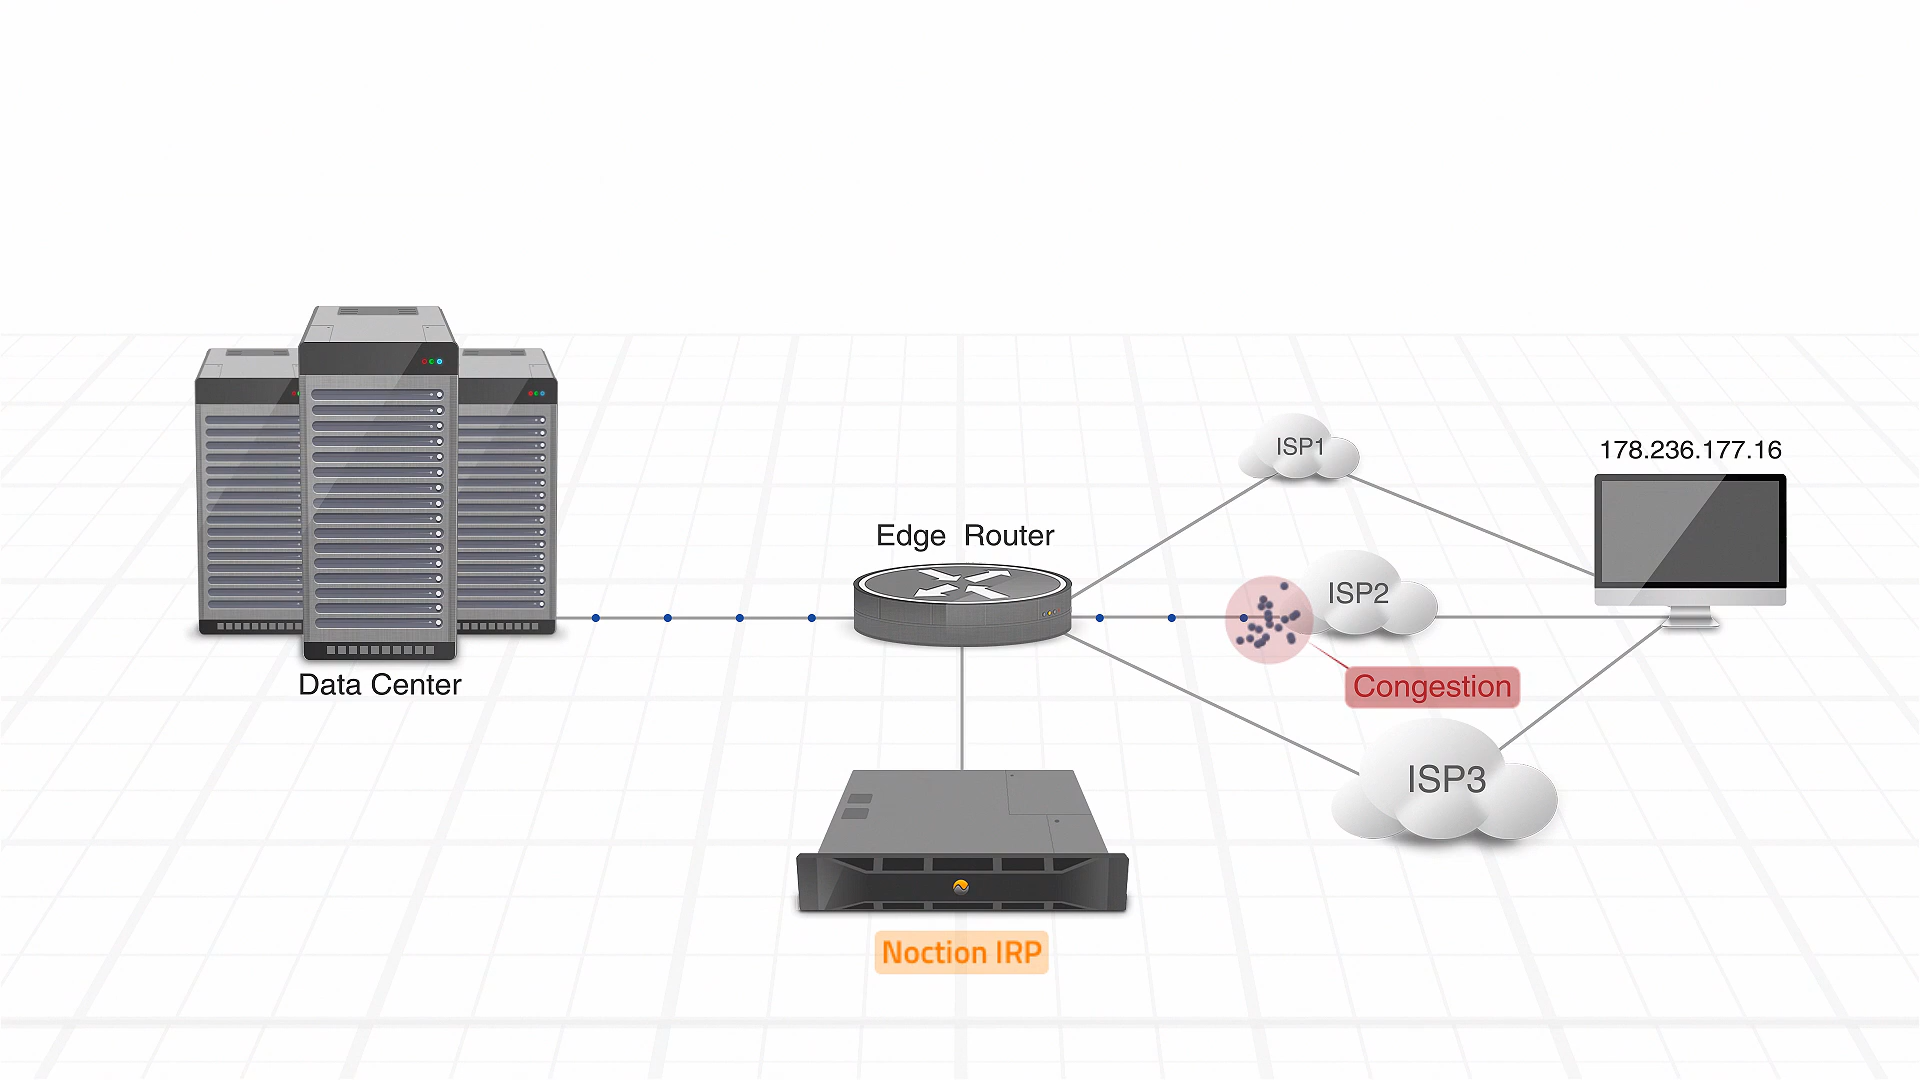 ISP1
178.236.177.16
Edge Router
ISP2
Data Center
Congestion
ISP3
Noction IRP